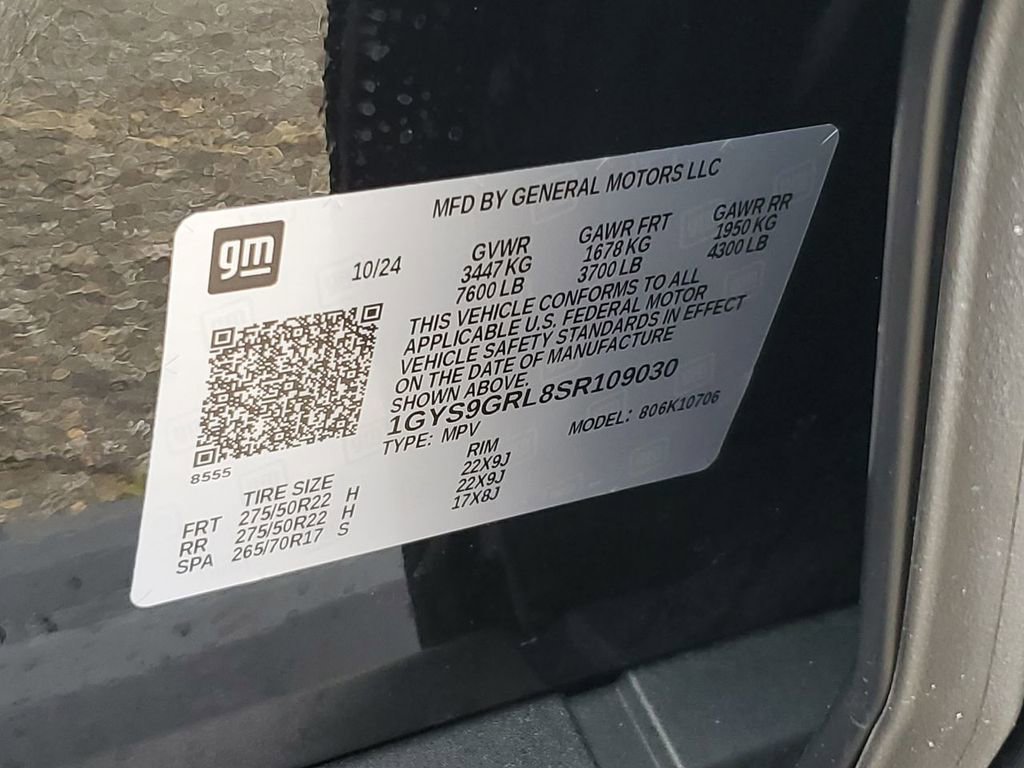 MFD BY GENERAL MOTORS LLC
gm
10/24
GVWR GAWR FRT GAWR RR
3447 KG 1678 KG 1950 KG
7600 LB 3700 LB 4300 LB
THIS VEHICLE CONFORMS TO ALL
APPLICABLE U.S. FEDERAL MOTOR
VEHICLE SAFETY STANDARDS IN EFFECT
ON THE DATE OF MANUFACTURE
SHOWN ABOVE.
1GYS9GRL8SR109030
TYPE: MPV MODEL: 806K10706
8555
TIRE SIZE RIM
FRT 275/50R22 H 22X9J
RR 275/50R22 H 22X9J
SPA 265/70R17 S 17X8J